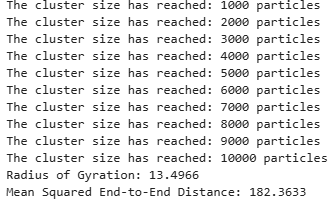 The cluster size has reached: 1000 particles
The cluster size has reached: 2000 particles
The cluster size has reached: 3000 particles
The cluster size has reached: 4000 particles
The cluster size has reached: 5000 particles
The cluster size has reached: 6000 particles
The cluster size has reached: 7000 particles
The cluster size has reached: 8000 particles
The cluster size has reached: 9000 particles
The cluster size has reached: 10000 particles
Radius of Gyration: 13.4966
Mean Squared End-to-End Distance: 182.3633